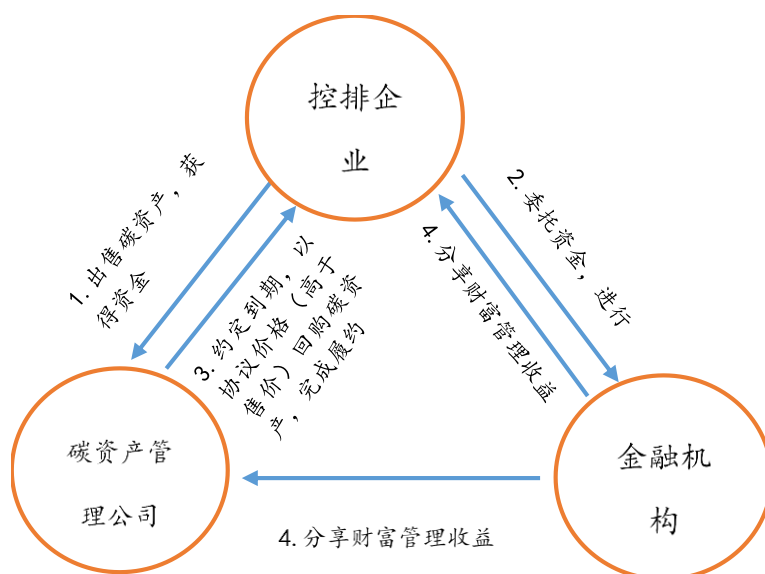 控排企
业
1. 出售碳资产，获
得资金
2. 委托资金，进行
3. 约定到期，以
协议价格（高于
售价）回购碳资
产，完成履约
4. 分享财富管理收益
碳资产管
理公司
金融机
构
4. 分享财富管理收益